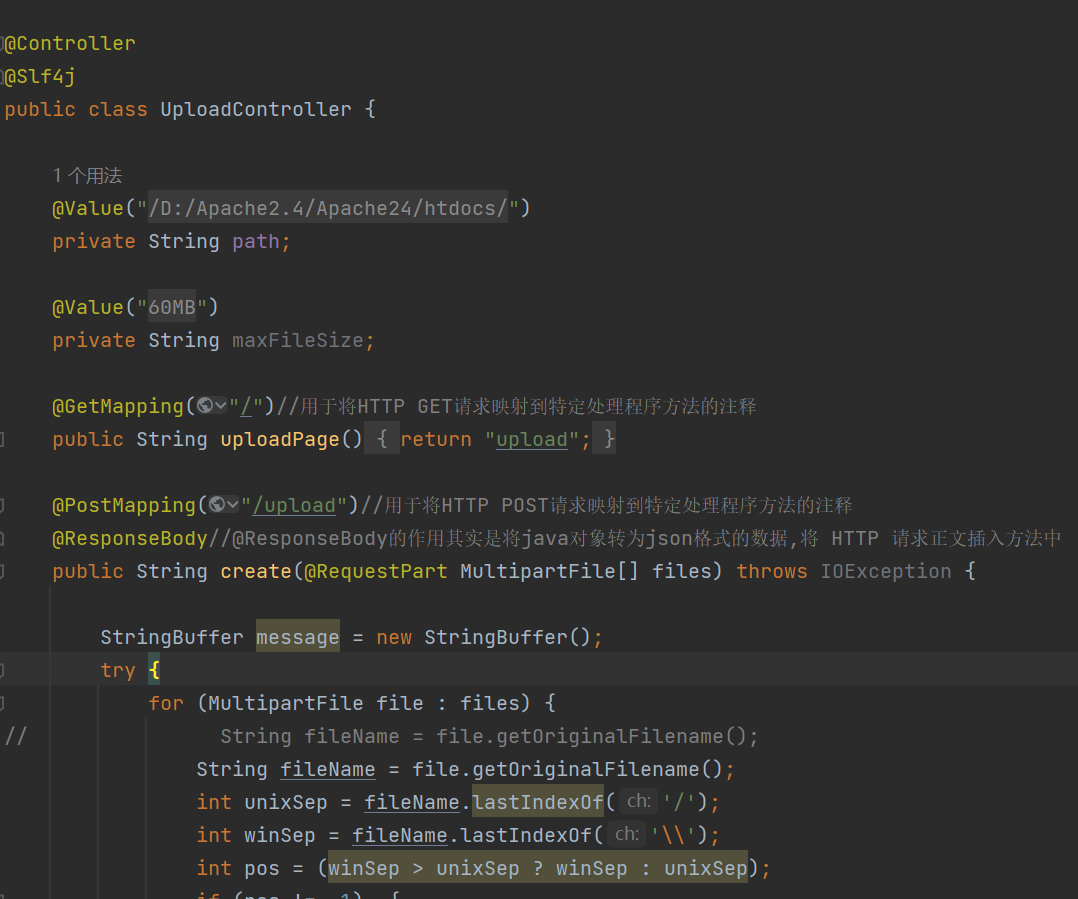 @Controller
@Slf4j
public class UploadController {
1 个用法
@Value("/D:/Apache2.4/Apache24/htdocs/")
private String path;
@Value("60MB")
private String maxFileSize;
@GetMapping("/")//用于将HTTP GET请求映射到特定处理程序方法的注释
public String uploadPage() { return "upload"; }
@PostMapping("/upload")//用于将HTTP POST请求映射到特定处理程序方法的注释
@ResponseBody//@ResponseBody的作用其实是将java对象转为json格式的数据,将 HTTP 请求正文插入方法中
public String create(@RequestPart MultipartFile[] files) throws IOException {
StringBuffer message = new StringBuffer();
try {
for (MultipartFile file : files) {
// String fileName = file.getOriginalFilename();
String fileName = file.getOriginalFilename();
int unixSep = fileName.lastIndexOf( ch: '/');
int winSep = fileName.lastIndexOf( ch: '\\');
int pos = (winSep > unixSep ? winSep : unixSep);